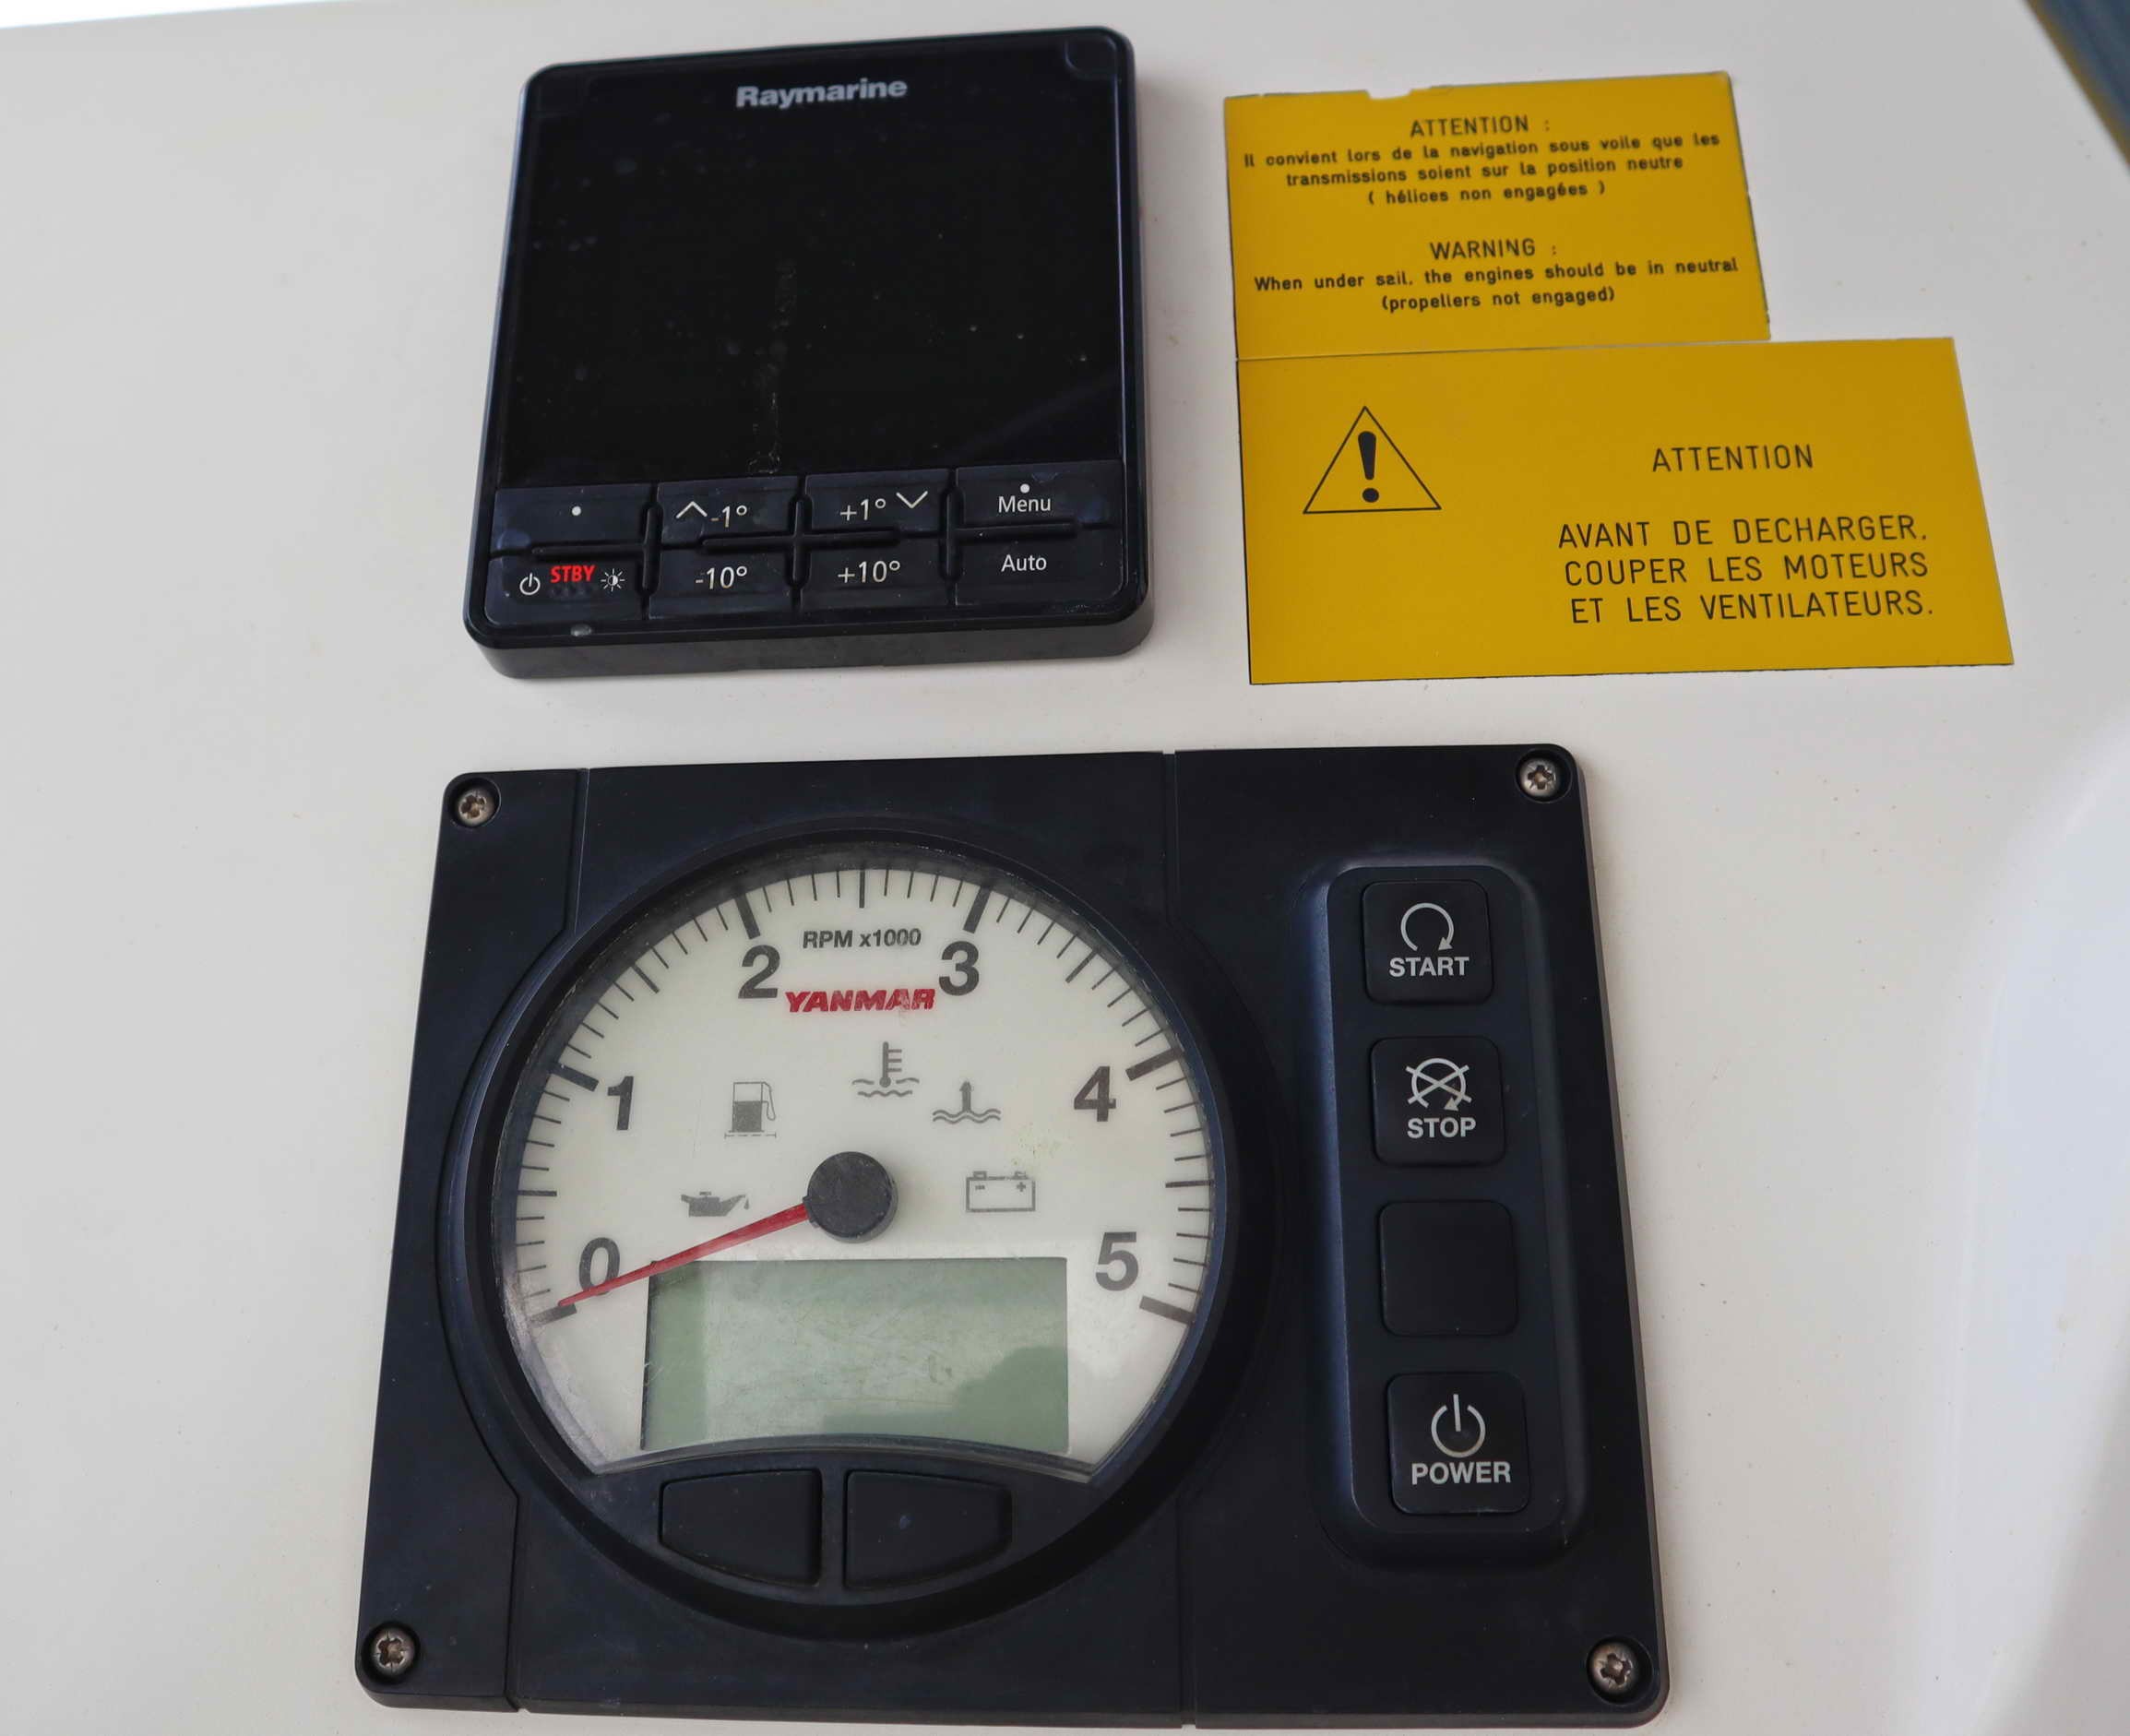 Raymarine
-1° +1° Menu
STBY -10° +10° Auto
ATTENTION :
Il convient lors de la navigation sous voile que les
transmissions soient sur la position neutre
( hélices non engagées )
WARNING :
When under sail, the engines should be in neutral
(propellers not engaged)
ATTENTION
AVANT DE DECHARGER,
COUPER LES MOTEURS
ET LES VENTILATEURS.
RPM x1000
2 3
YANMAR
1 4
0 5
START
STOP
POWER